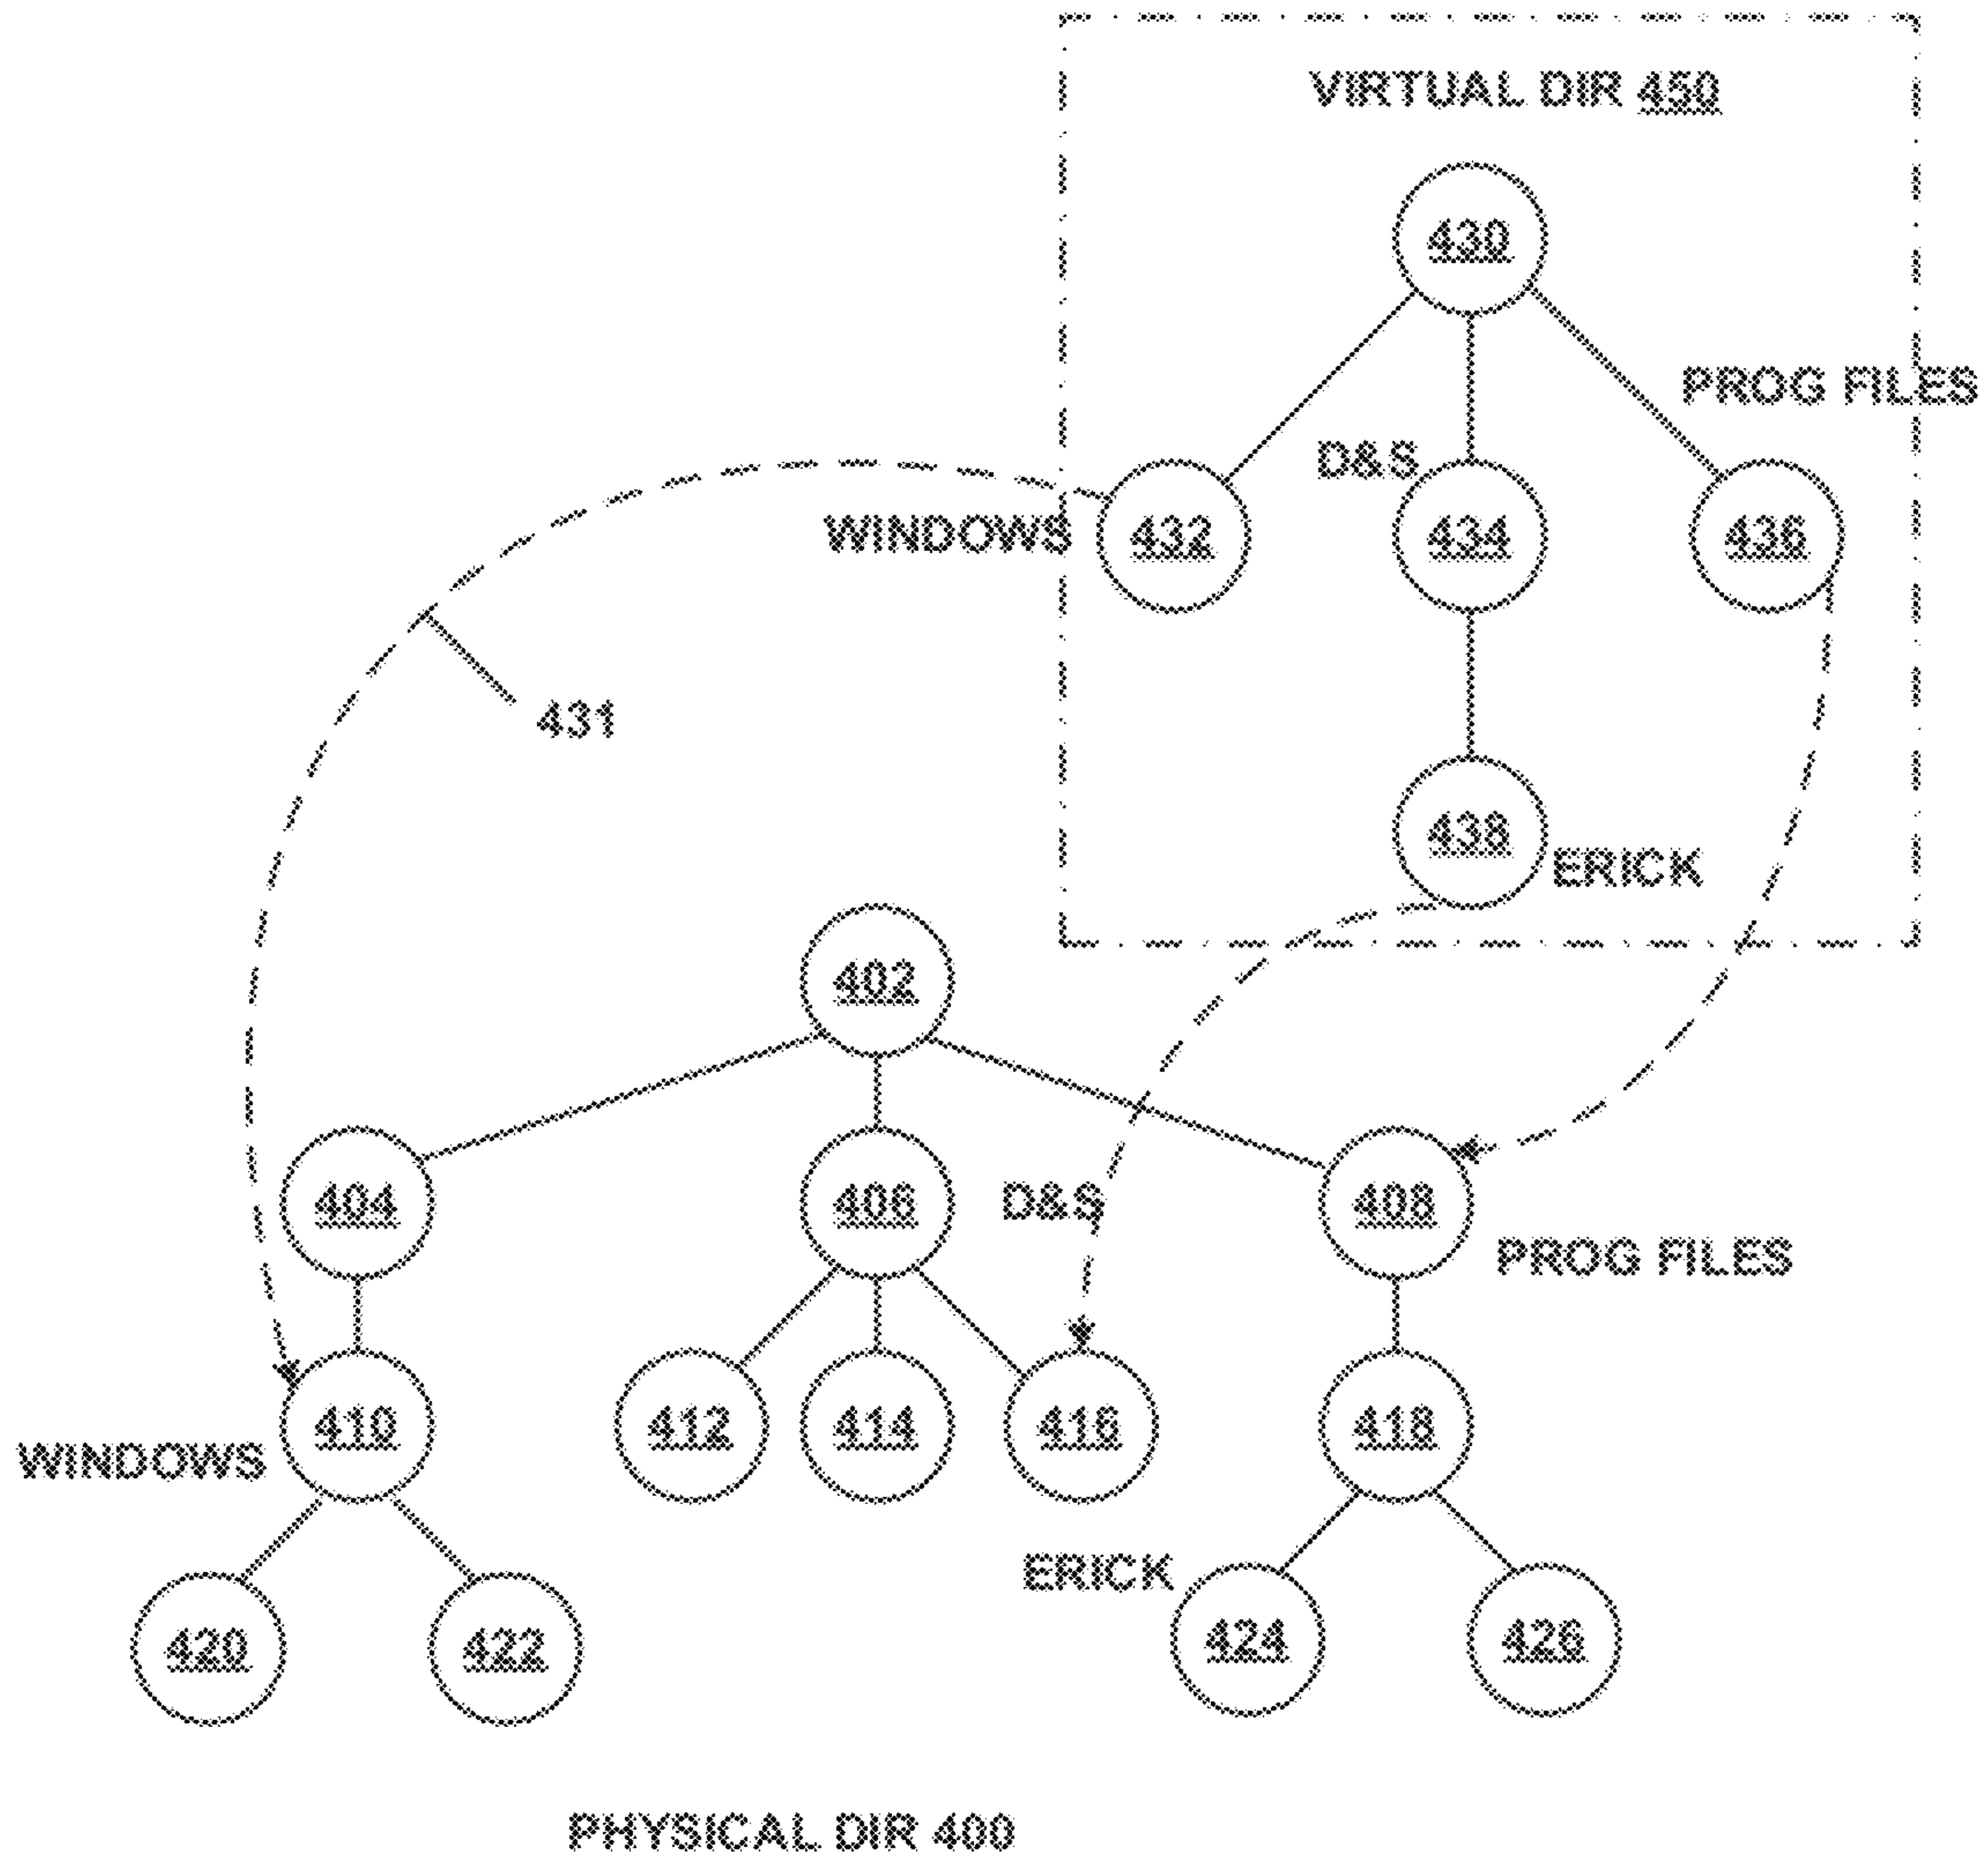 VIRTUAL DIR 450
430
PROG FILES
D&S
WINDOWS
432
434
436
431
438
ERICK
402
404
406
D&S
408
PROG FILES
410
412
414
416
418
WINDOWS
ERICK
420
422
424
426
PHYSICAL DIR 400